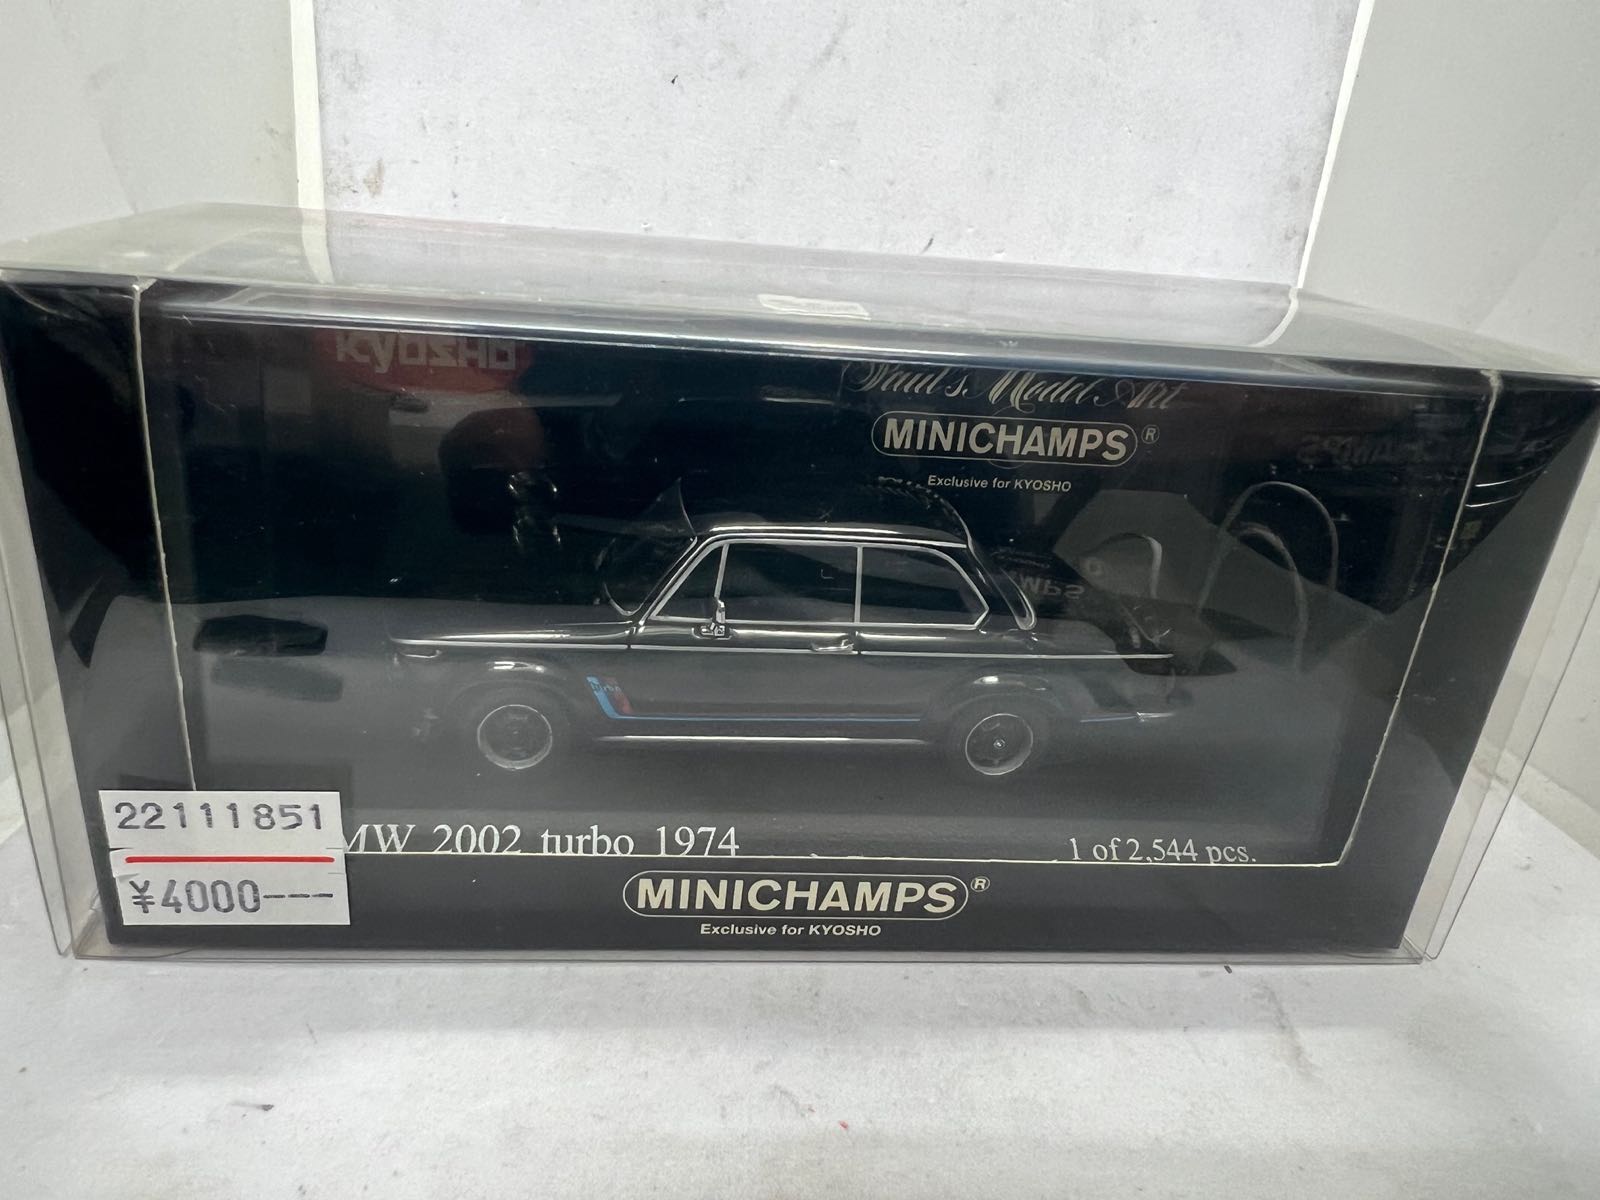 KYOSHO
Paul's Model Art
MINICHAMPS®
Exclusive for KYOSHO
turbo
22111851
¥4000---
MW 2002 turbo 1974
1 of 2,544 pcs.
MINICHAMPS®
Exclusive for KYOSHO